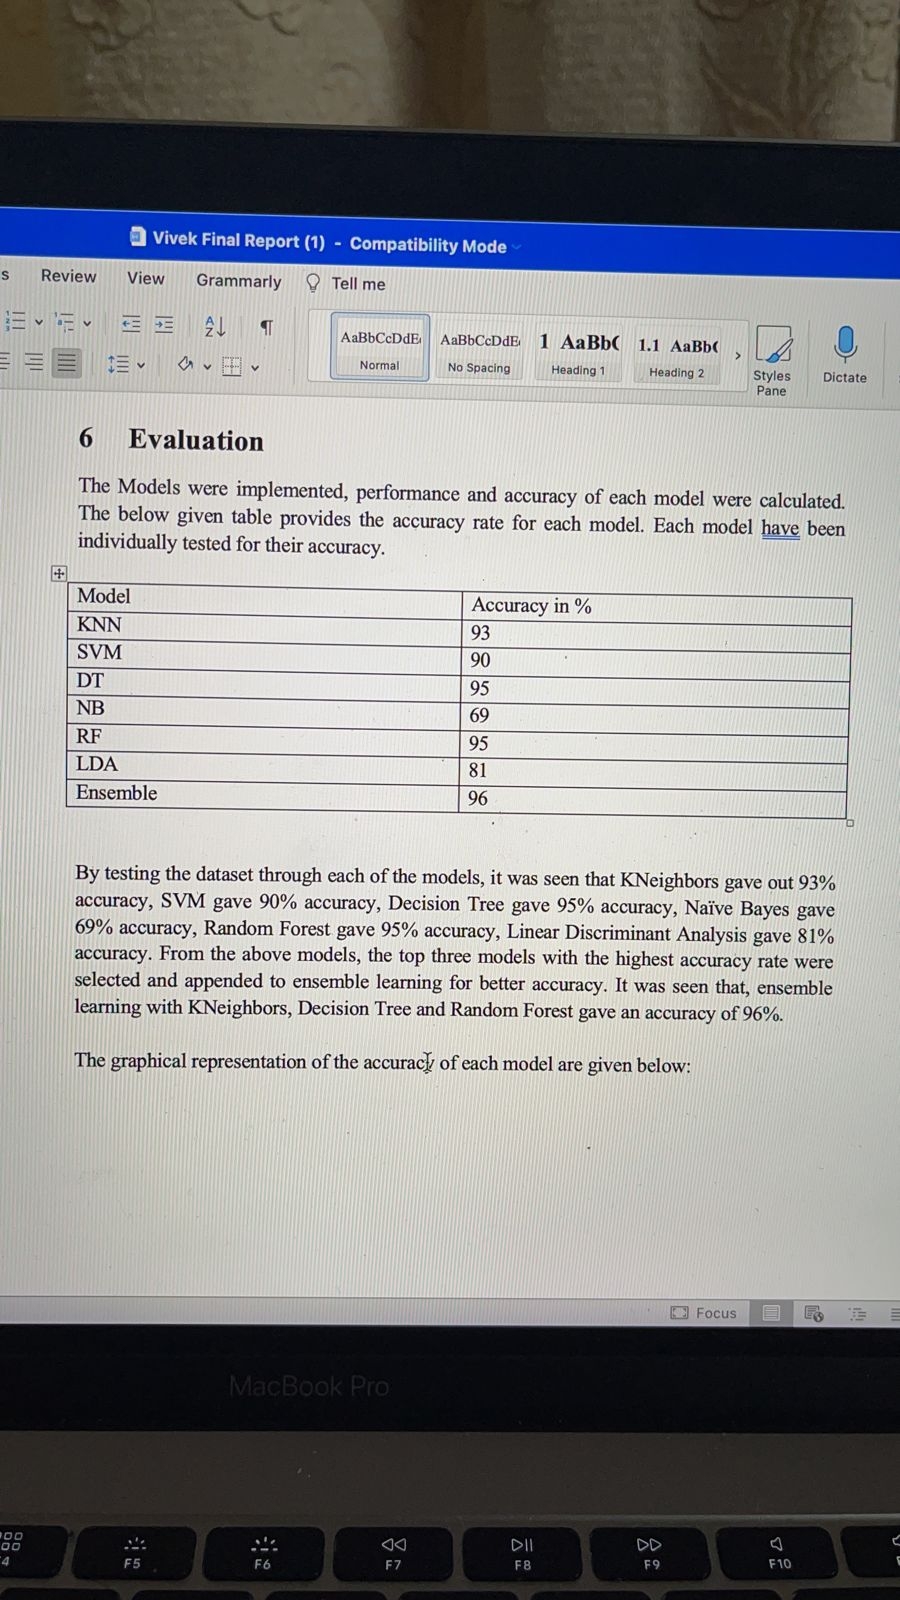 Vivek Final Report (1) - Compatibility Mode
s Review View Grammarly Tell me
AaBbCcDdE AaBbCcDdE 1 AaBb( 1.1 AaBb(
Normal No Spacing Heading 1 Heading 2 Styles Pane Dictate
6 Evaluation
The Models were implemented, performance and accuracy of each model were calculated.
The below given table provides the accuracy rate for each model. Each model have been
individually tested for their accuracy.
Model Accuracy in %
KNN 93
SVM 90
DT 95
NB 69
RF 95
LDA 81
Ensemble 96
By testing the dataset through each of the models, it was seen that KNeighbors gave out 93%
accuracy, SVM gave 90% accuracy, Decision Tree gave 95% accuracy, Naïve Bayes gave
69% accuracy, Random Forest gave 95% accuracy, Linear Discriminant Analysis gave 81%
accuracy. From the above models, the top three models with the highest accuracy rate were
selected and appended to ensemble learning for better accuracy. It was seen that, ensemble
learning with KNeighbors, Decision Tree and Random Forest gave an accuracy of 96%.
The graphical representation of the accuracy of each model are given below:
Focus
MacBook Pro
4 F5 F6 F7 F8 F9 F10